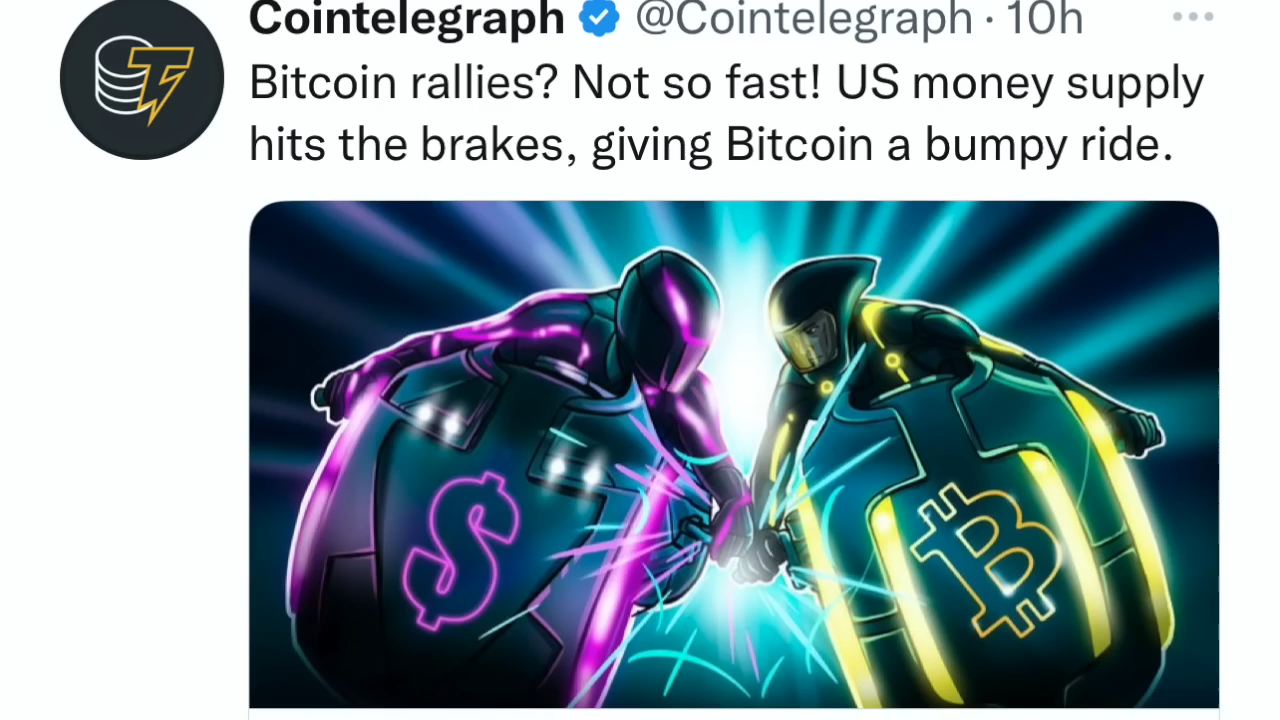 Cointelegraph @Cointelegraph · 10h
Bitcoin rallies? Not so fast! US money supply
hits the brakes, giving Bitcoin a bumpy ride.
$
₿